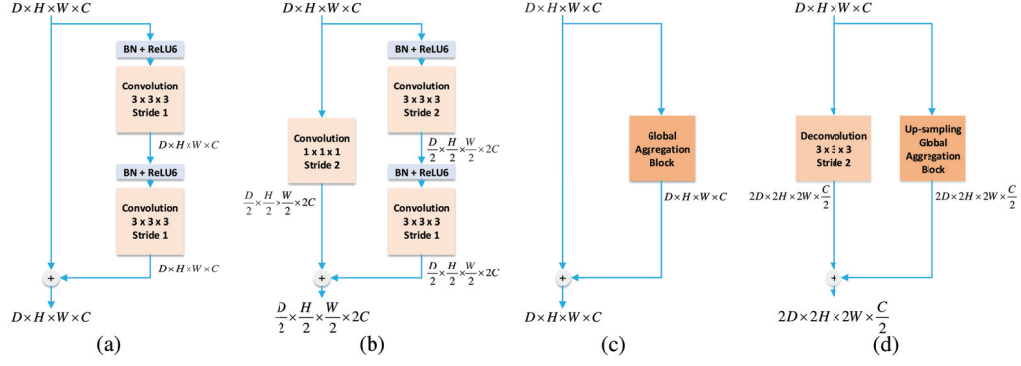 D×H×W×C
BN + ReLU6
Convolution
3 x 3 x 3
Stride 1
D×H×W×C
BN + ReLU6
Convolution
3 x 3 x 3
Stride 1
D×H×W×C
D×H×W×C
(a)
D×H×W×C
BN + ReLU6
Convolution
3 x 3 x 3
Stride 2
Convolution
1 x 1 x 1
Stride 2
D/2×H/2×W/2×2C
BN + ReLU6
D/2×H/2×W/2×2C
Convolution
3 x 3 x 3
Stride 1
D/2×H/2×W/2×2C
D/2×H/2×W/2×2C
(b)
D×H×W×C
Global
Aggregation
Block
D×H×W×C
D×H×W×C
(c)
D×H×W×C
Deconvolution
3 x 3 x 3
Stride 2
Up-sampling
Global
Aggregation
Block
2D×2H×2W×C/2
2D×2H×2W×C/2
2D×2H×2W×C/2
(d)